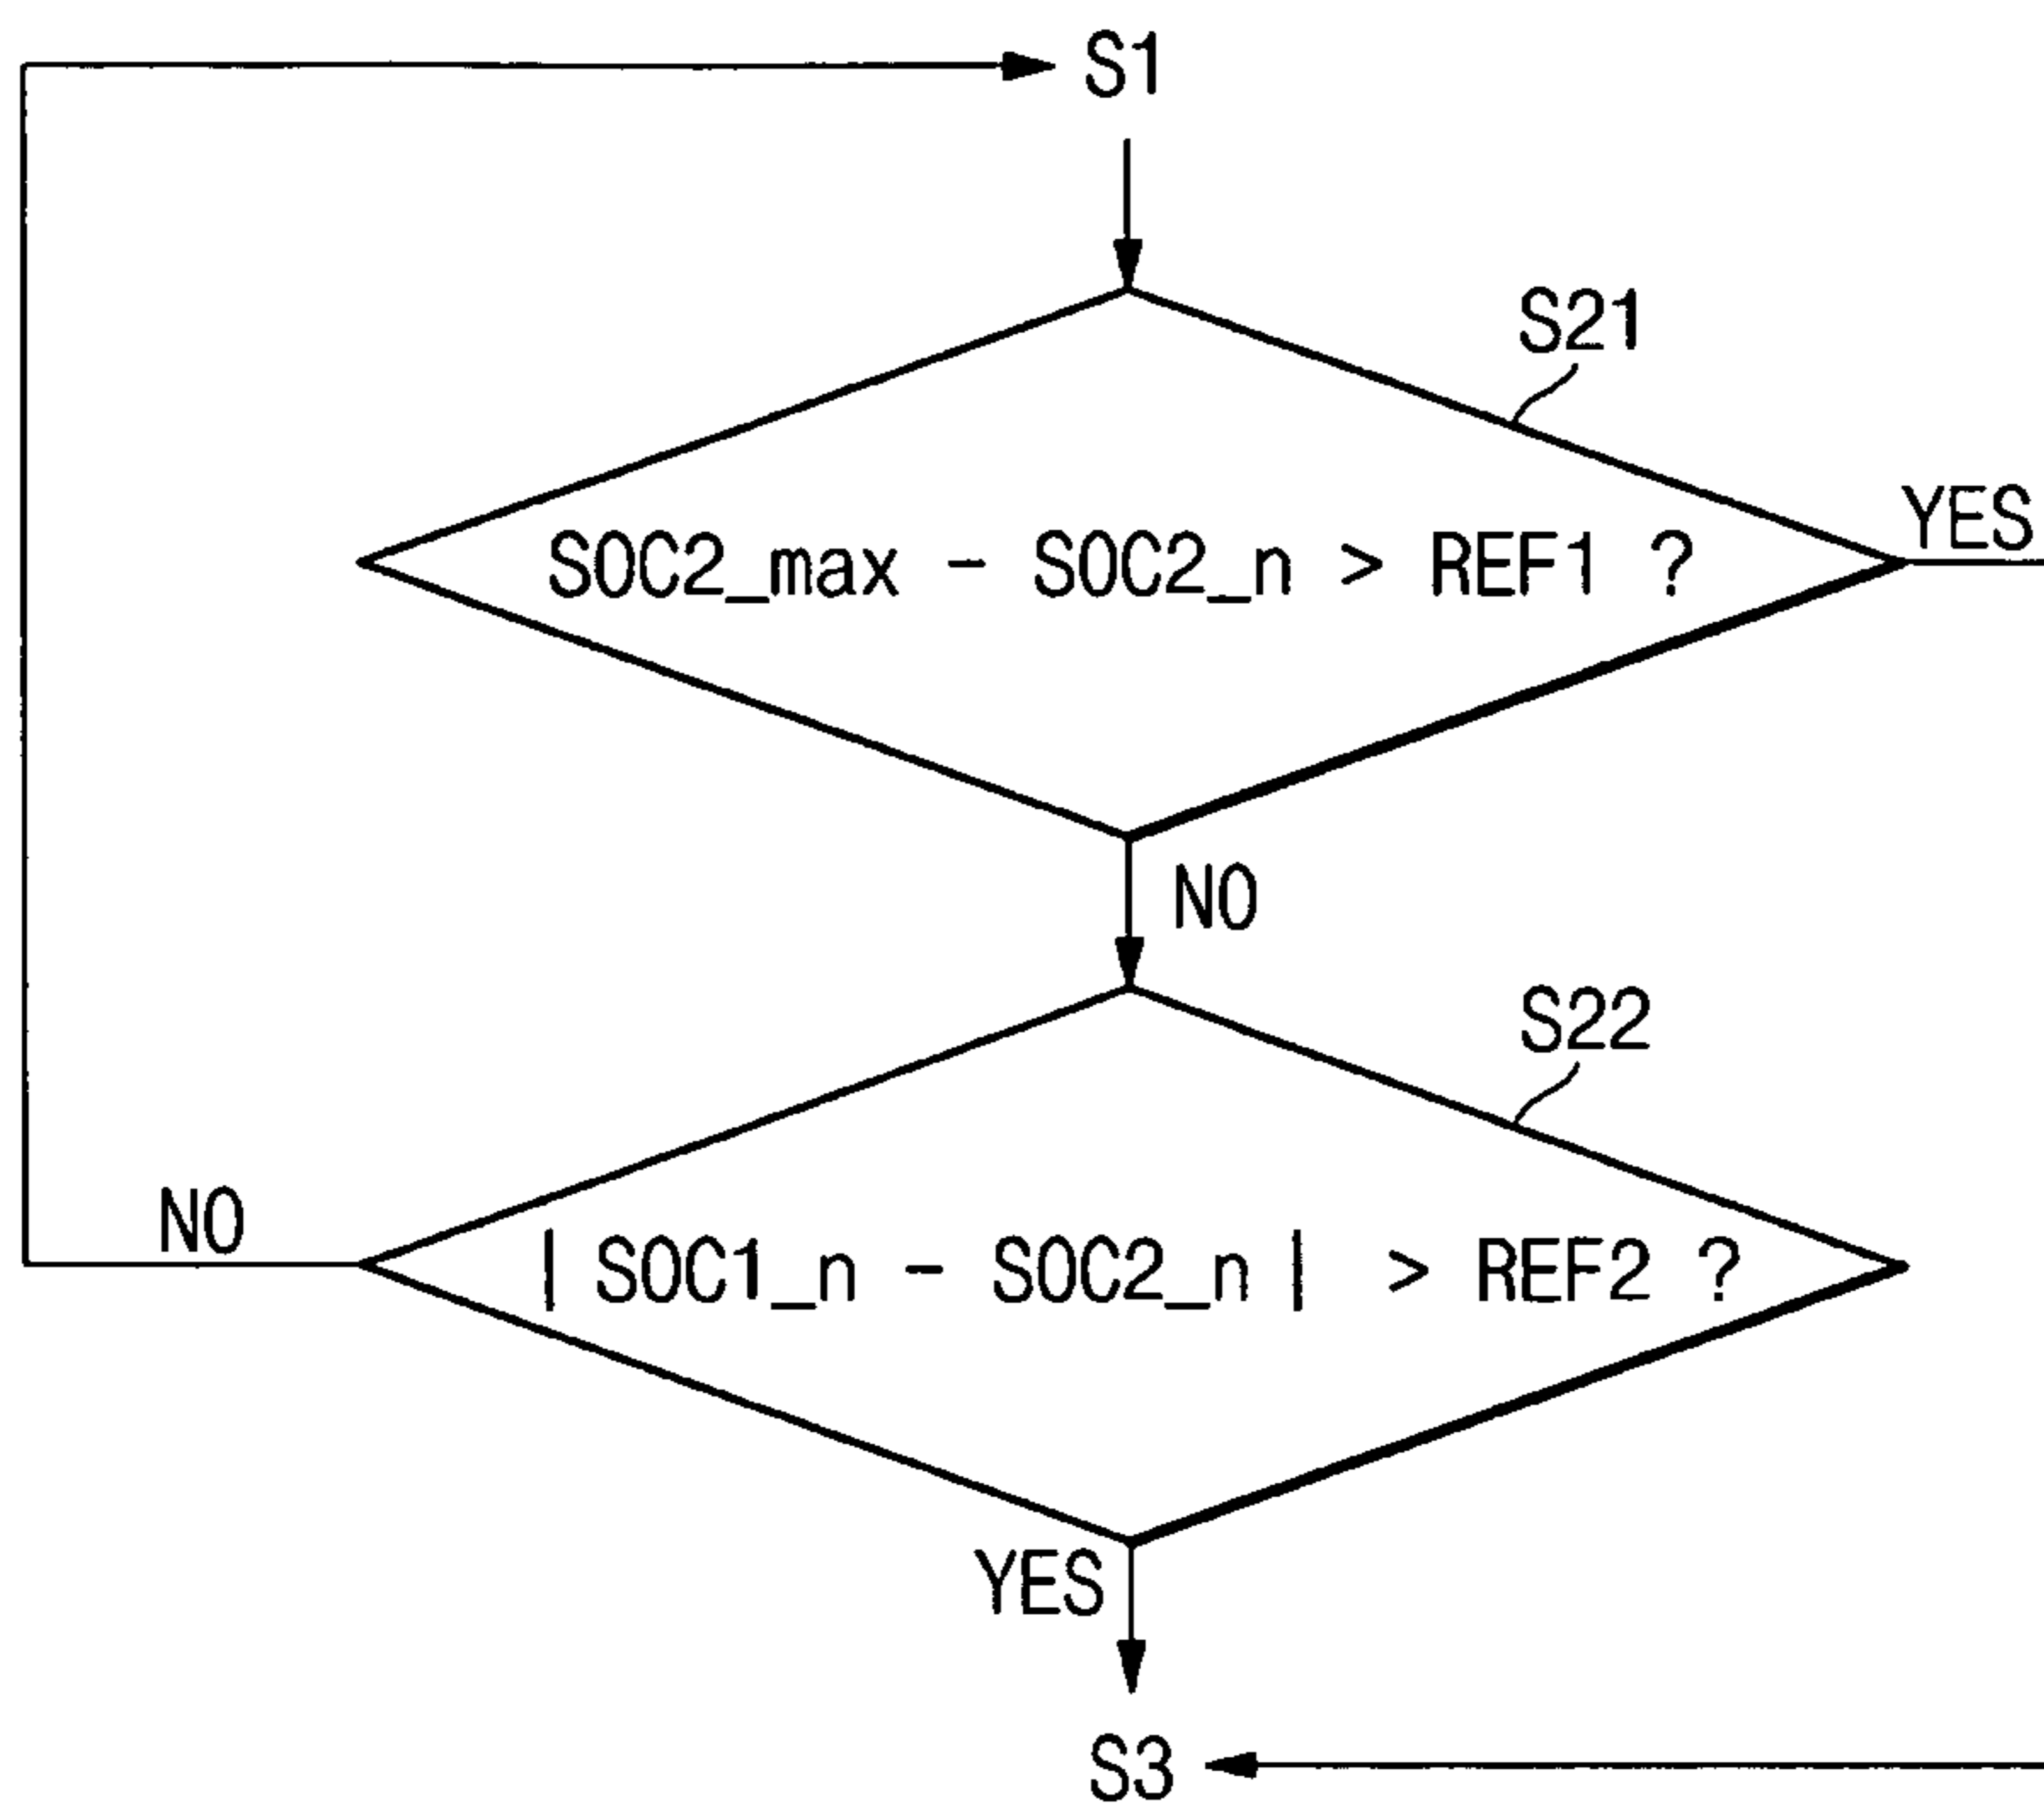 S1
S21
YES
SOC2_max - SOC2_n > REF1 ?
NO
S22
NO
| SOC1_n - SOC2_n | > REF2 ?
YES
S3